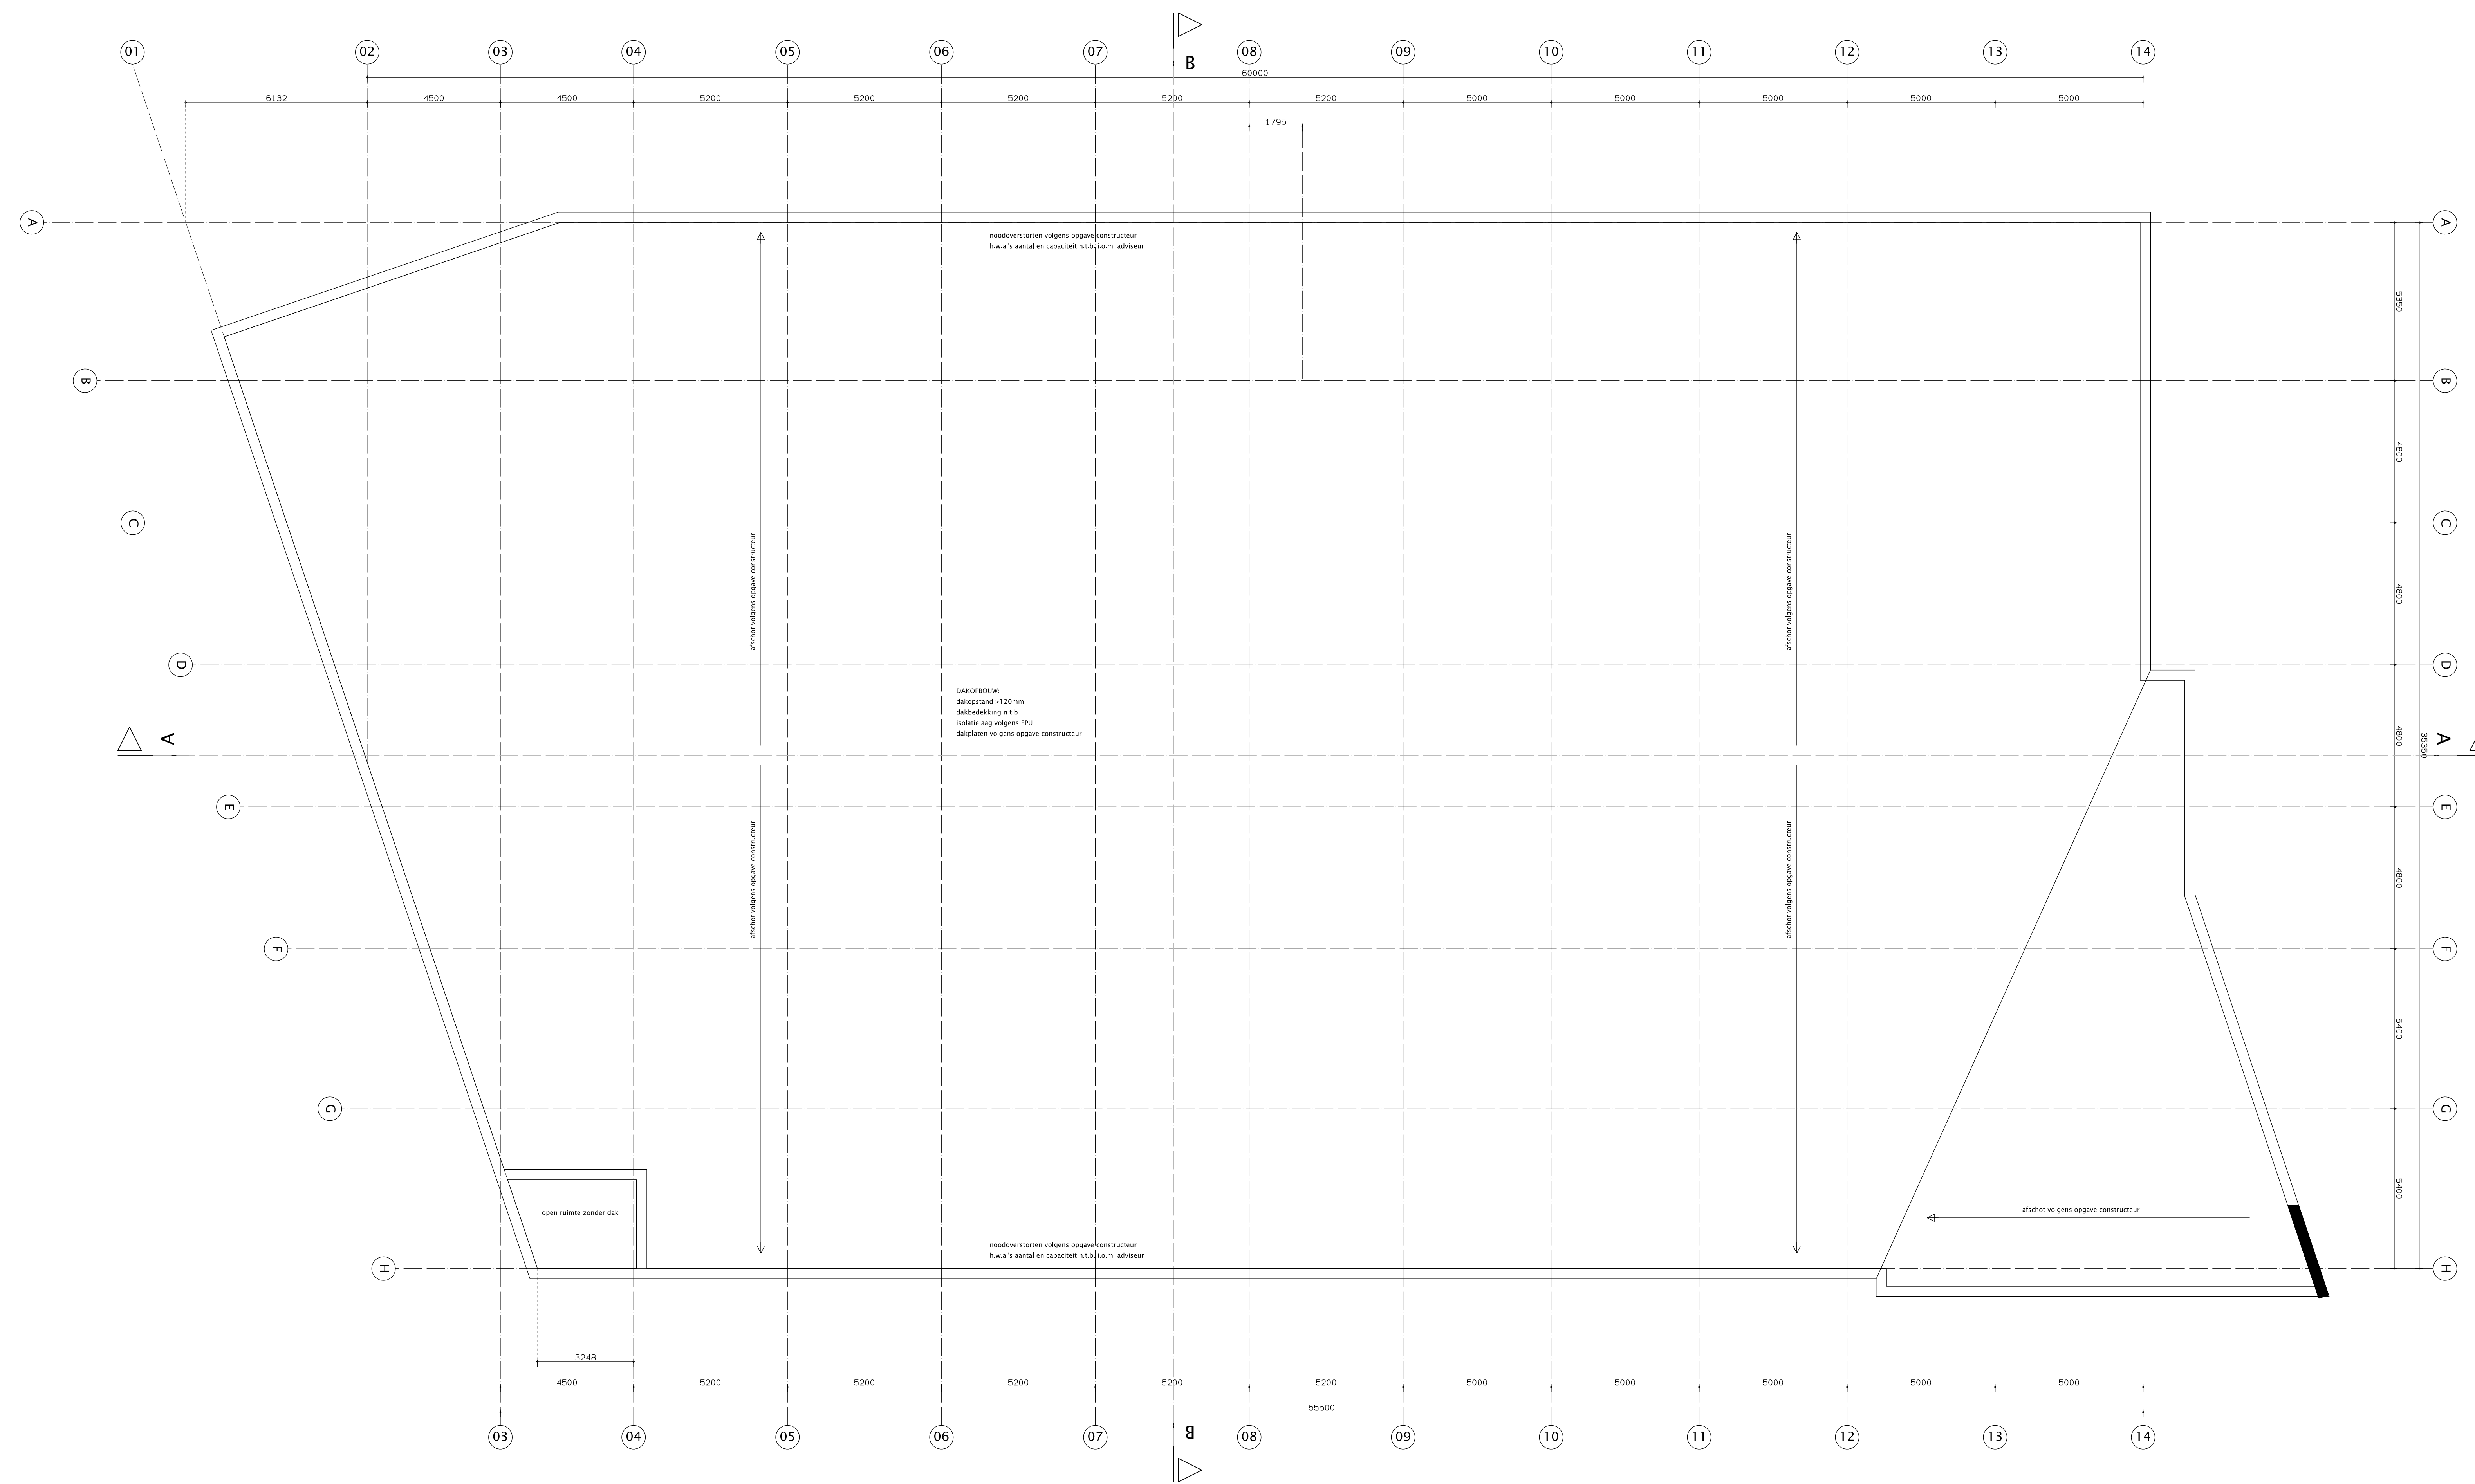 01
02
03
04
05
06
07
B
08
09
10
11
12
13
14
60000
6132
4500
4500
5200
5200
5200
5200
5200
5000
5000
5000
5000
5000
1795
A
A
noodoverstorten volgens opgave constructeur
h.w.a.'s aantal en capaciteit n.t.b. i.o.m. adviseur
5350
B
B
4800
C
C
afschot volgens opgave constructeur
afschot volgens opgave constructeur
4800
D
D
DAKOPBOUW:
dakopstand >120mm
dakbedekking n.t.b.
isolatielaag volgens EPU
dakplaten volgens opgave constructeur
A
4800
35350
A
E
E
afschot volgens opgave constructeur
afschot volgens opgave constructeur
4800
F
F
5400
G
G
5400
open ruimte zonder dak
afschot volgens opgave constructeur
noodoverstorten volgens opgave constructeur
h.w.a.'s aantal en capaciteit n.t.b. i.o.m. adviseur
H
H
3248
4500
5200
5200
5200
5200
5200
5000
5000
5000
5000
5000
55500
03
04
05
06
07
B
08
09
10
11
12
13
14